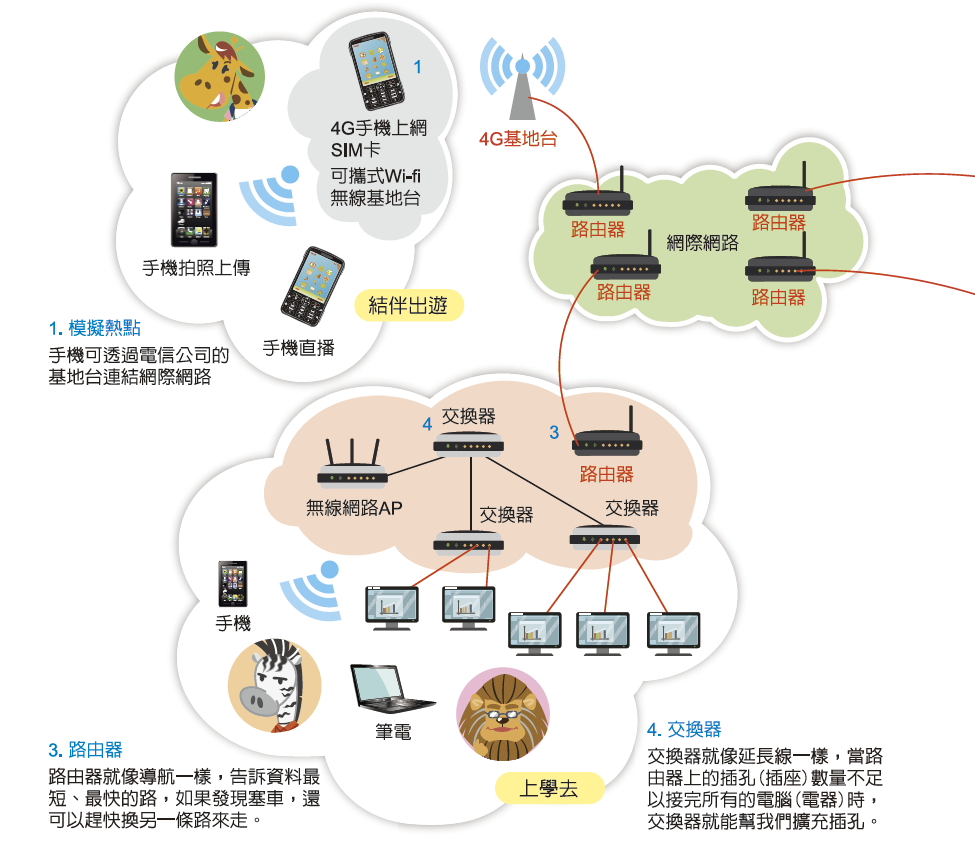 1
4G手機上網
SIM卡
可攜式Wi-fi
無線基地台
4G基地台
手機拍照上傳
手機直播
結伴出遊
1. 模擬熱點
手機可透過電信公司的
基地台連結網際網路
路由器
路由器
網際網路
路由器
路由器
4
交換器
3
路由器
無線網路AP
交換器
交換器
手機
筆電
上學去
3. 路由器
路由器就像導航一樣，告訴資料最
短、最快的路，如果發現塞車，還
可以趕快換另一條路來走。
4. 交換器
交換器就像延長線一樣，當路
由器上的插孔(插座)數量不足
以接完所有的電腦(電器)時，
交換器就能幫我們擴充插孔。